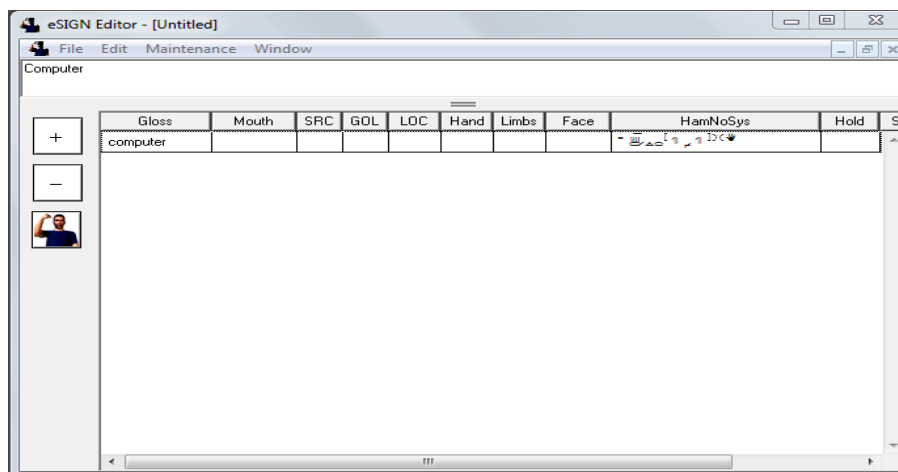 eSIGN Editor - [Untitled]
File Edit Maintenance Window
Computer
Gloss Mouth SRC GOL LOC Hand Limbs Face HamNoSys Hold S
computer